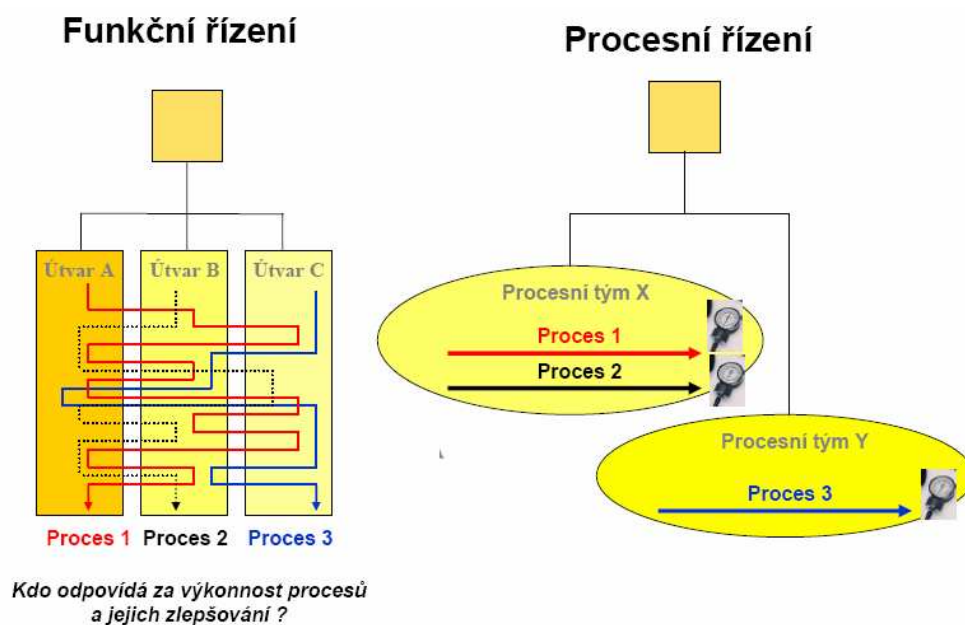 Funkční řízení
Útvar A
Útvar B
Útvar C
Proces 1
Proces 2
Proces 3
Kdo odpovídá za výkonnost procesů
a jejich zlepšování ?
Procesní řízení
Procesní tým X
Proces 1
Proces 2
Procesní tým Y
Proces 3